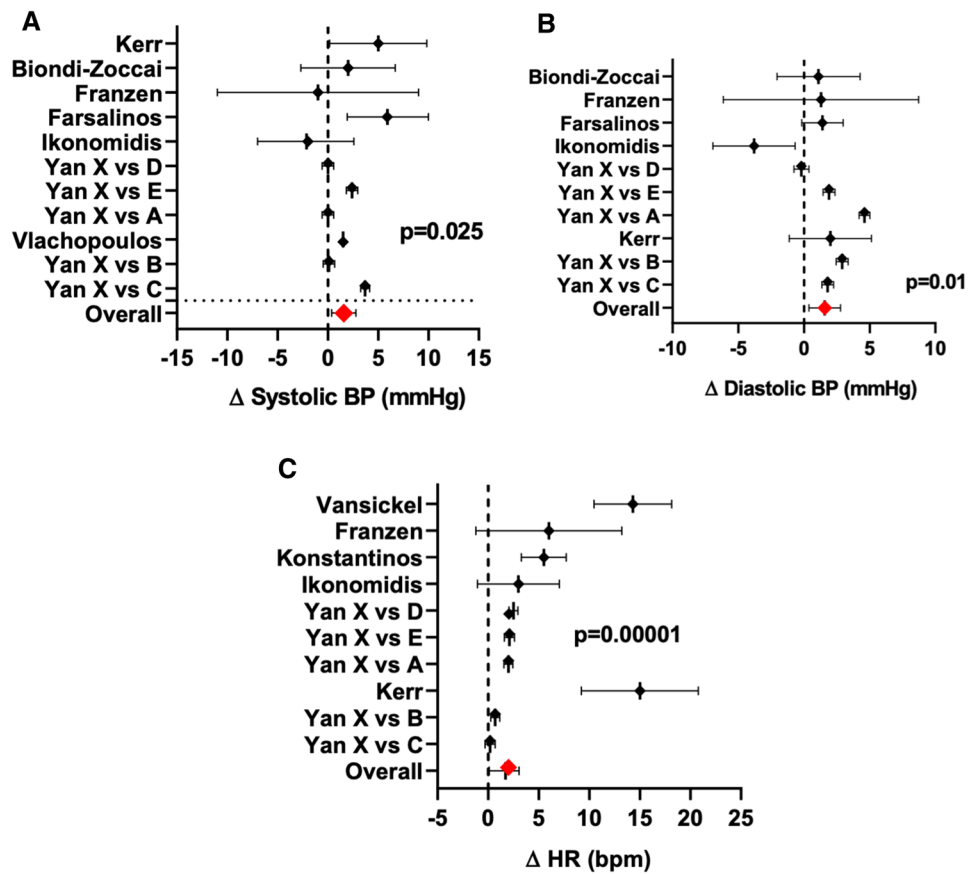 A
Kerr
Biondi-Zoccai
Franzen
Farsalinos
Ikonomidis
Yan X vs D
Yan X vs E
Yan X vs A
Vlachopoulos
Yan X vs B
Yan X vs C
Overall
p=0.025
-15 -10 -5 0 5 10 15
Δ Systolic BP (mmHg)
B
Biondi-Zoccai
Franzen
Farsalinos
Ikonomidis
Yan X vs D
Yan X vs E
Yan X vs A
Kerr
Yan X vs B
Yan X vs C
Overall
p=0.01
-10 -5 0 5 10
Δ Diastolic BP (mmHg)
C
Vansickel
Franzen
Konstantinos
Ikonomidis
Yan X vs D
Yan X vs E
Yan X vs A
Kerr
Yan X vs B
Yan X vs C
Overall
p=0.00001
-5 0 5 10 15 20 25
Δ HR (bpm)